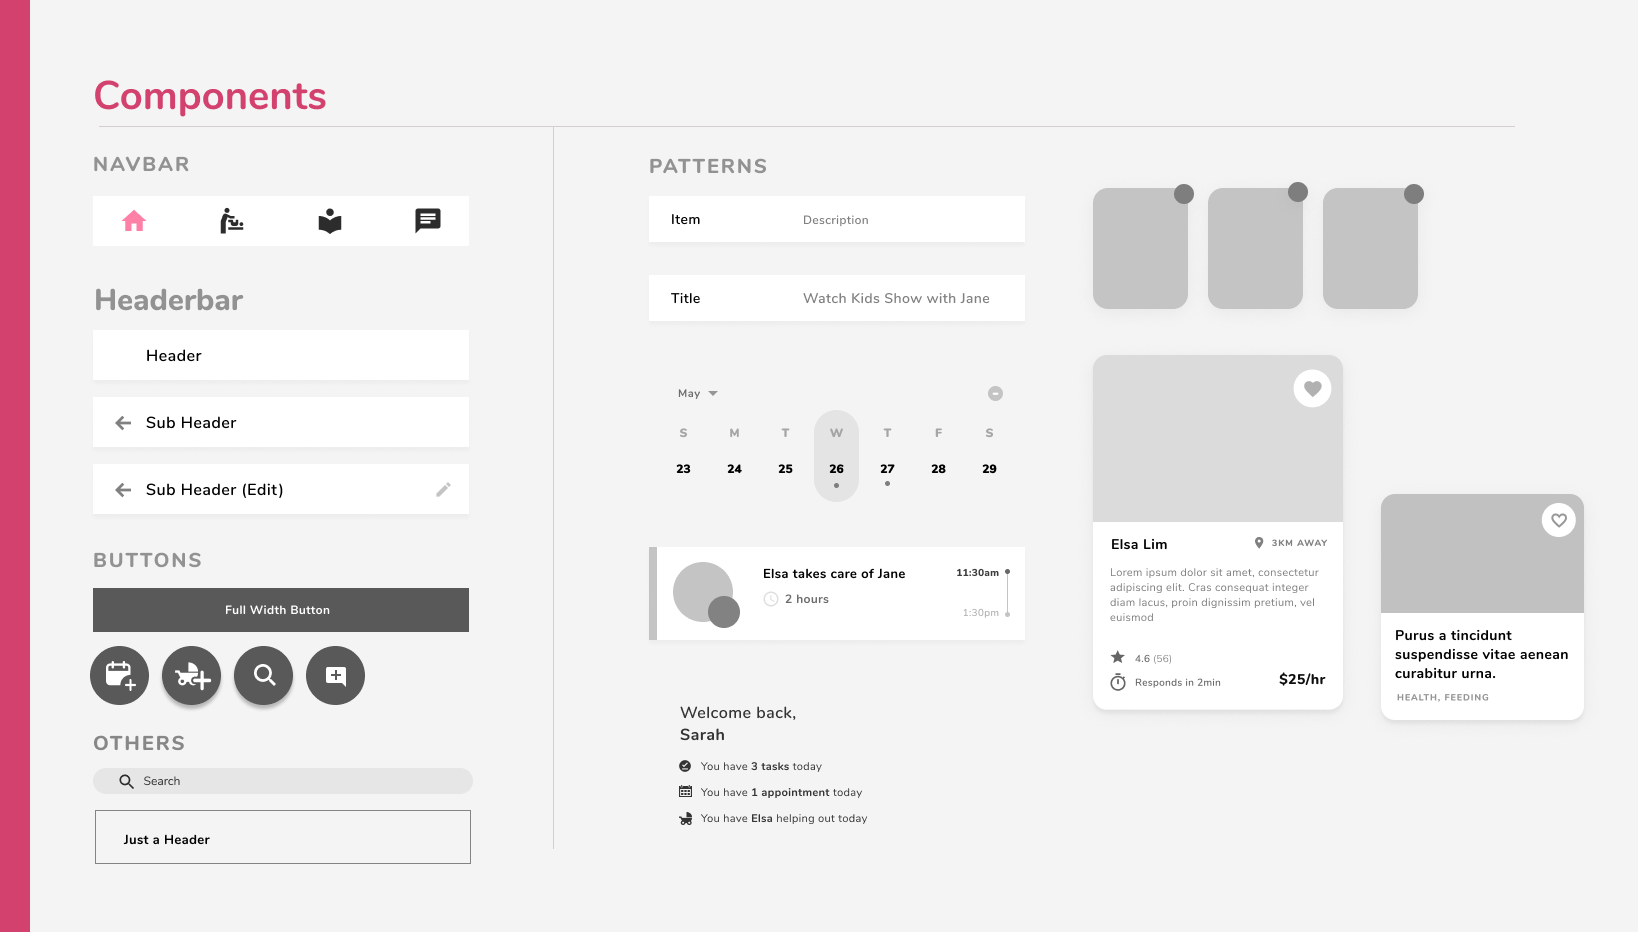 Components
NAVBAR
Headerbar
Header
Sub Header
Sub Header (Edit)
BUTTONS
Full Width Button
OTHERS
Search
Just a Header
PATTERNS
Item Description
Title Watch Kids Show with Jane
May
S M T W T F S
23 24 25 26 27 28 29
Elsa takes care of Jane 11:30am
2 hours
1:30pm
Welcome back,
Sarah
You have 3 tasks today
You have 1 appointment today
You have Elsa helping out today
Elsa Lim 3KM AWAY
Lorem ipsum dolor sit amet, consectetur
adipiscing elit. Cras consequat integer
diam lacus, proin dignissim pretium, vel
euismod
4.6 (56)
Responds in 2min $25/hr
Purus a tincidunt
suspendisse vitae aenean
curabitur urna.
HEALTH, FEEDING